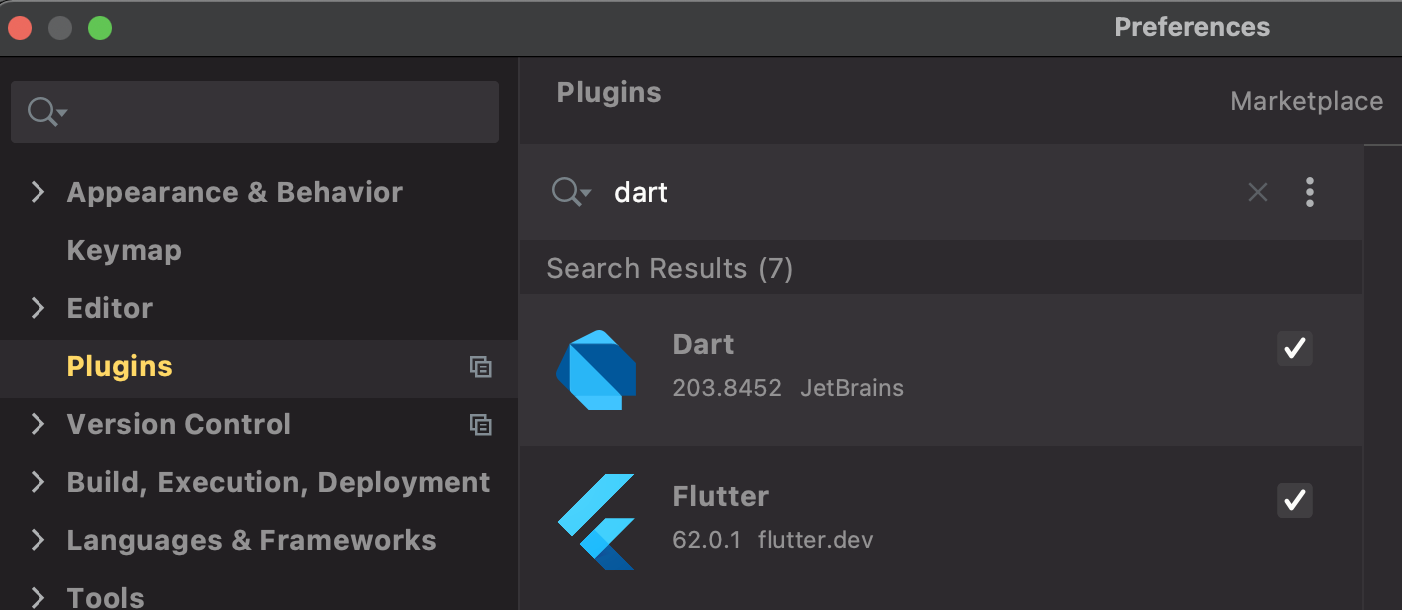 Preferences
Plugins
Marketplace
dart
Search Results (7)
Dart
203.8452 JetBrains
Flutter
62.0.1 flutter.dev
Appearance & Behavior
Keymap
Editor
Plugins
Version Control
Build, Execution, Deployment
Languages & Frameworks
Tools